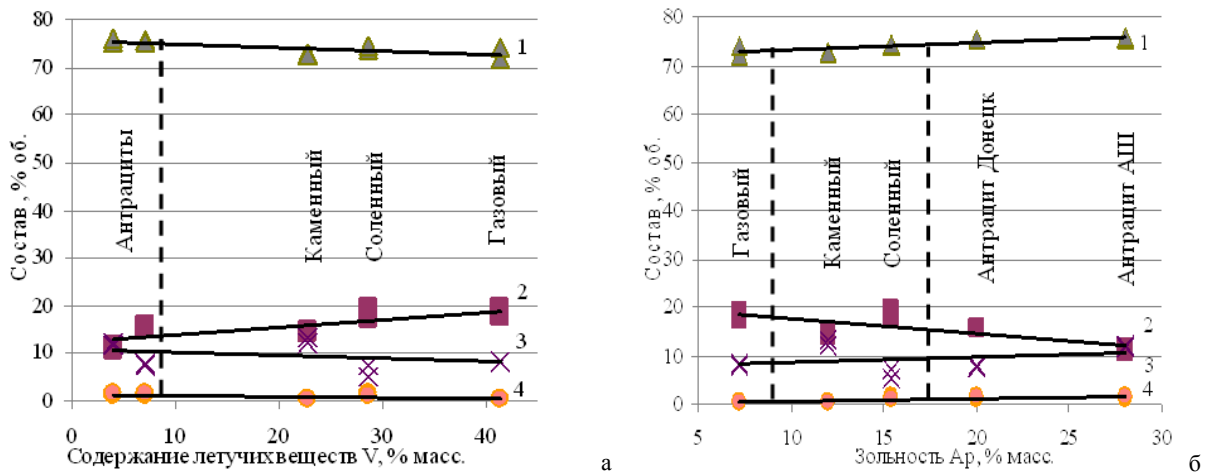 80
70
60
50
40
30
20
10
0
Состав, % об.
1
2
3
4
Антрациты
Каменный
Соленный
Газовый
0 10 20 30 40
Содержание летучих веществ V, % масс.
а
80
70
60
50
40
30
20
10
0
Состав, % об.
1
2
3
4
Газовый
Каменный
Соленный
Антрацит Донецк
Антрацит АШ
5 10 15 20 25 30
Зольность Ар, % масс.
б